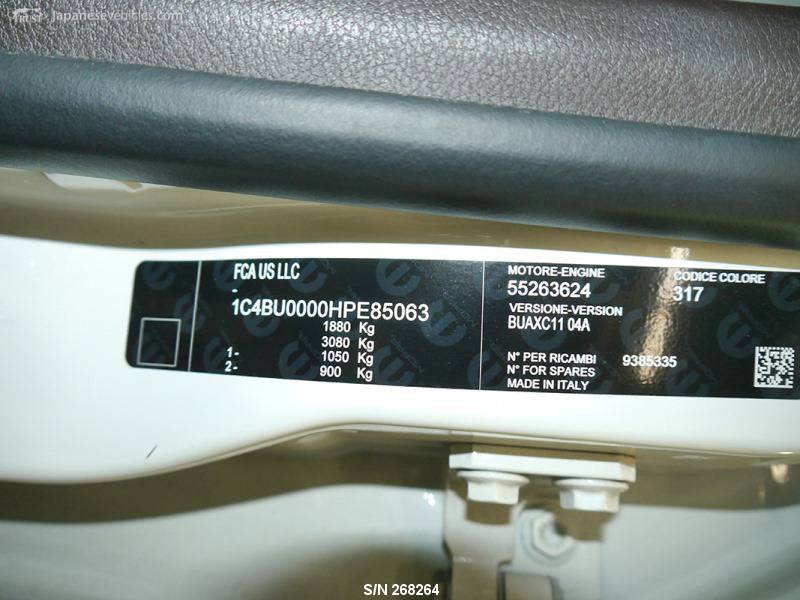 TRUST JapaneseVehicles.com
FCA US LLC
-
1C4BU0000HPE85063
1880 Kg
3080 Kg
1- 1050 Kg
2- 900 Kg
MOTORE-ENGINE
55263624
CODICE COLORE
317
VERSIONE-VERSION
BUAXC11 04A
N° PER RICAMBI 9385335
N° FOR SPARES
MADE IN ITALY
S/N 268264